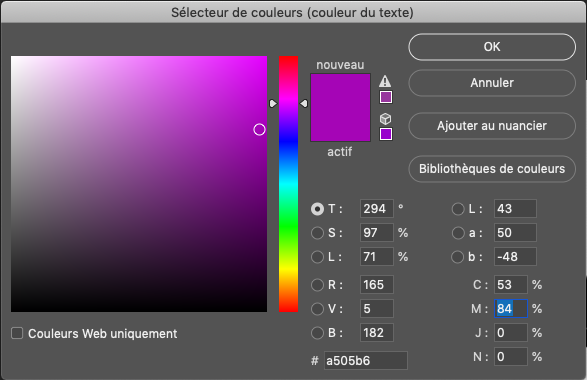 Sélecteur de couleurs (couleur du texte)
nouveau
actif
OK
Annuler
Ajouter au nuancier
Bibliothèques de couleurs
T : 294 °
S : 97 %
L : 71 %
R : 165
V : 5
B : 182
# a505b6
L : 43
a : 50
b : -48
C : 53 %
M : 84 %
J : 0 %
N : 0 %
Couleurs Web uniquement